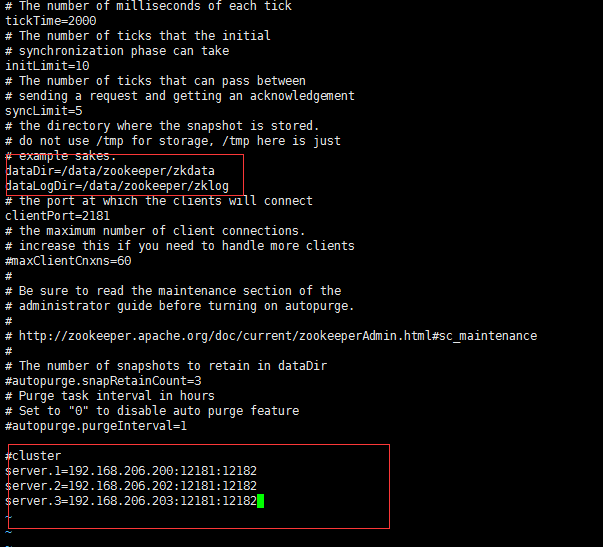 # The number of milliseconds of each tick
tickTime=2000
# The number of ticks that the initial
# synchronization phase can take
initLimit=10
# The number of ticks that can pass between
# sending a request and getting an acknowledgement
syncLimit=5
# the directory where the snapshot is stored.
# do not use /tmp for storage, /tmp here is just
# example sakes.
dataDir=/data/zookeeper/zkdata
dataLogDir=/data/zookeeper/zklog
# the port at which the clients will connect
clientPort=2181
# the maximum number of client connections.
# increase this if you need to handle more clients
#maxClientCnxns=60
#
# Be sure to read the maintenance section of the
# administrator guide before turning on autopurge.
#
# http://zookeeper.apache.org/doc/current/zookeeperAdmin.html#sc_maintenance
#
# The number of snapshots to retain in dataDir
#autopurge.snapRetainCount=3
# Purge task interval in hours
# Set to "0" to disable auto purge feature
#autopurge.purgeInterval=1
#cluster
server.1=192.168.206.200:12181:12182
server.2=192.168.206.202:12181:12182
server.3=192.168.206.203:12181:12182
~
~
~